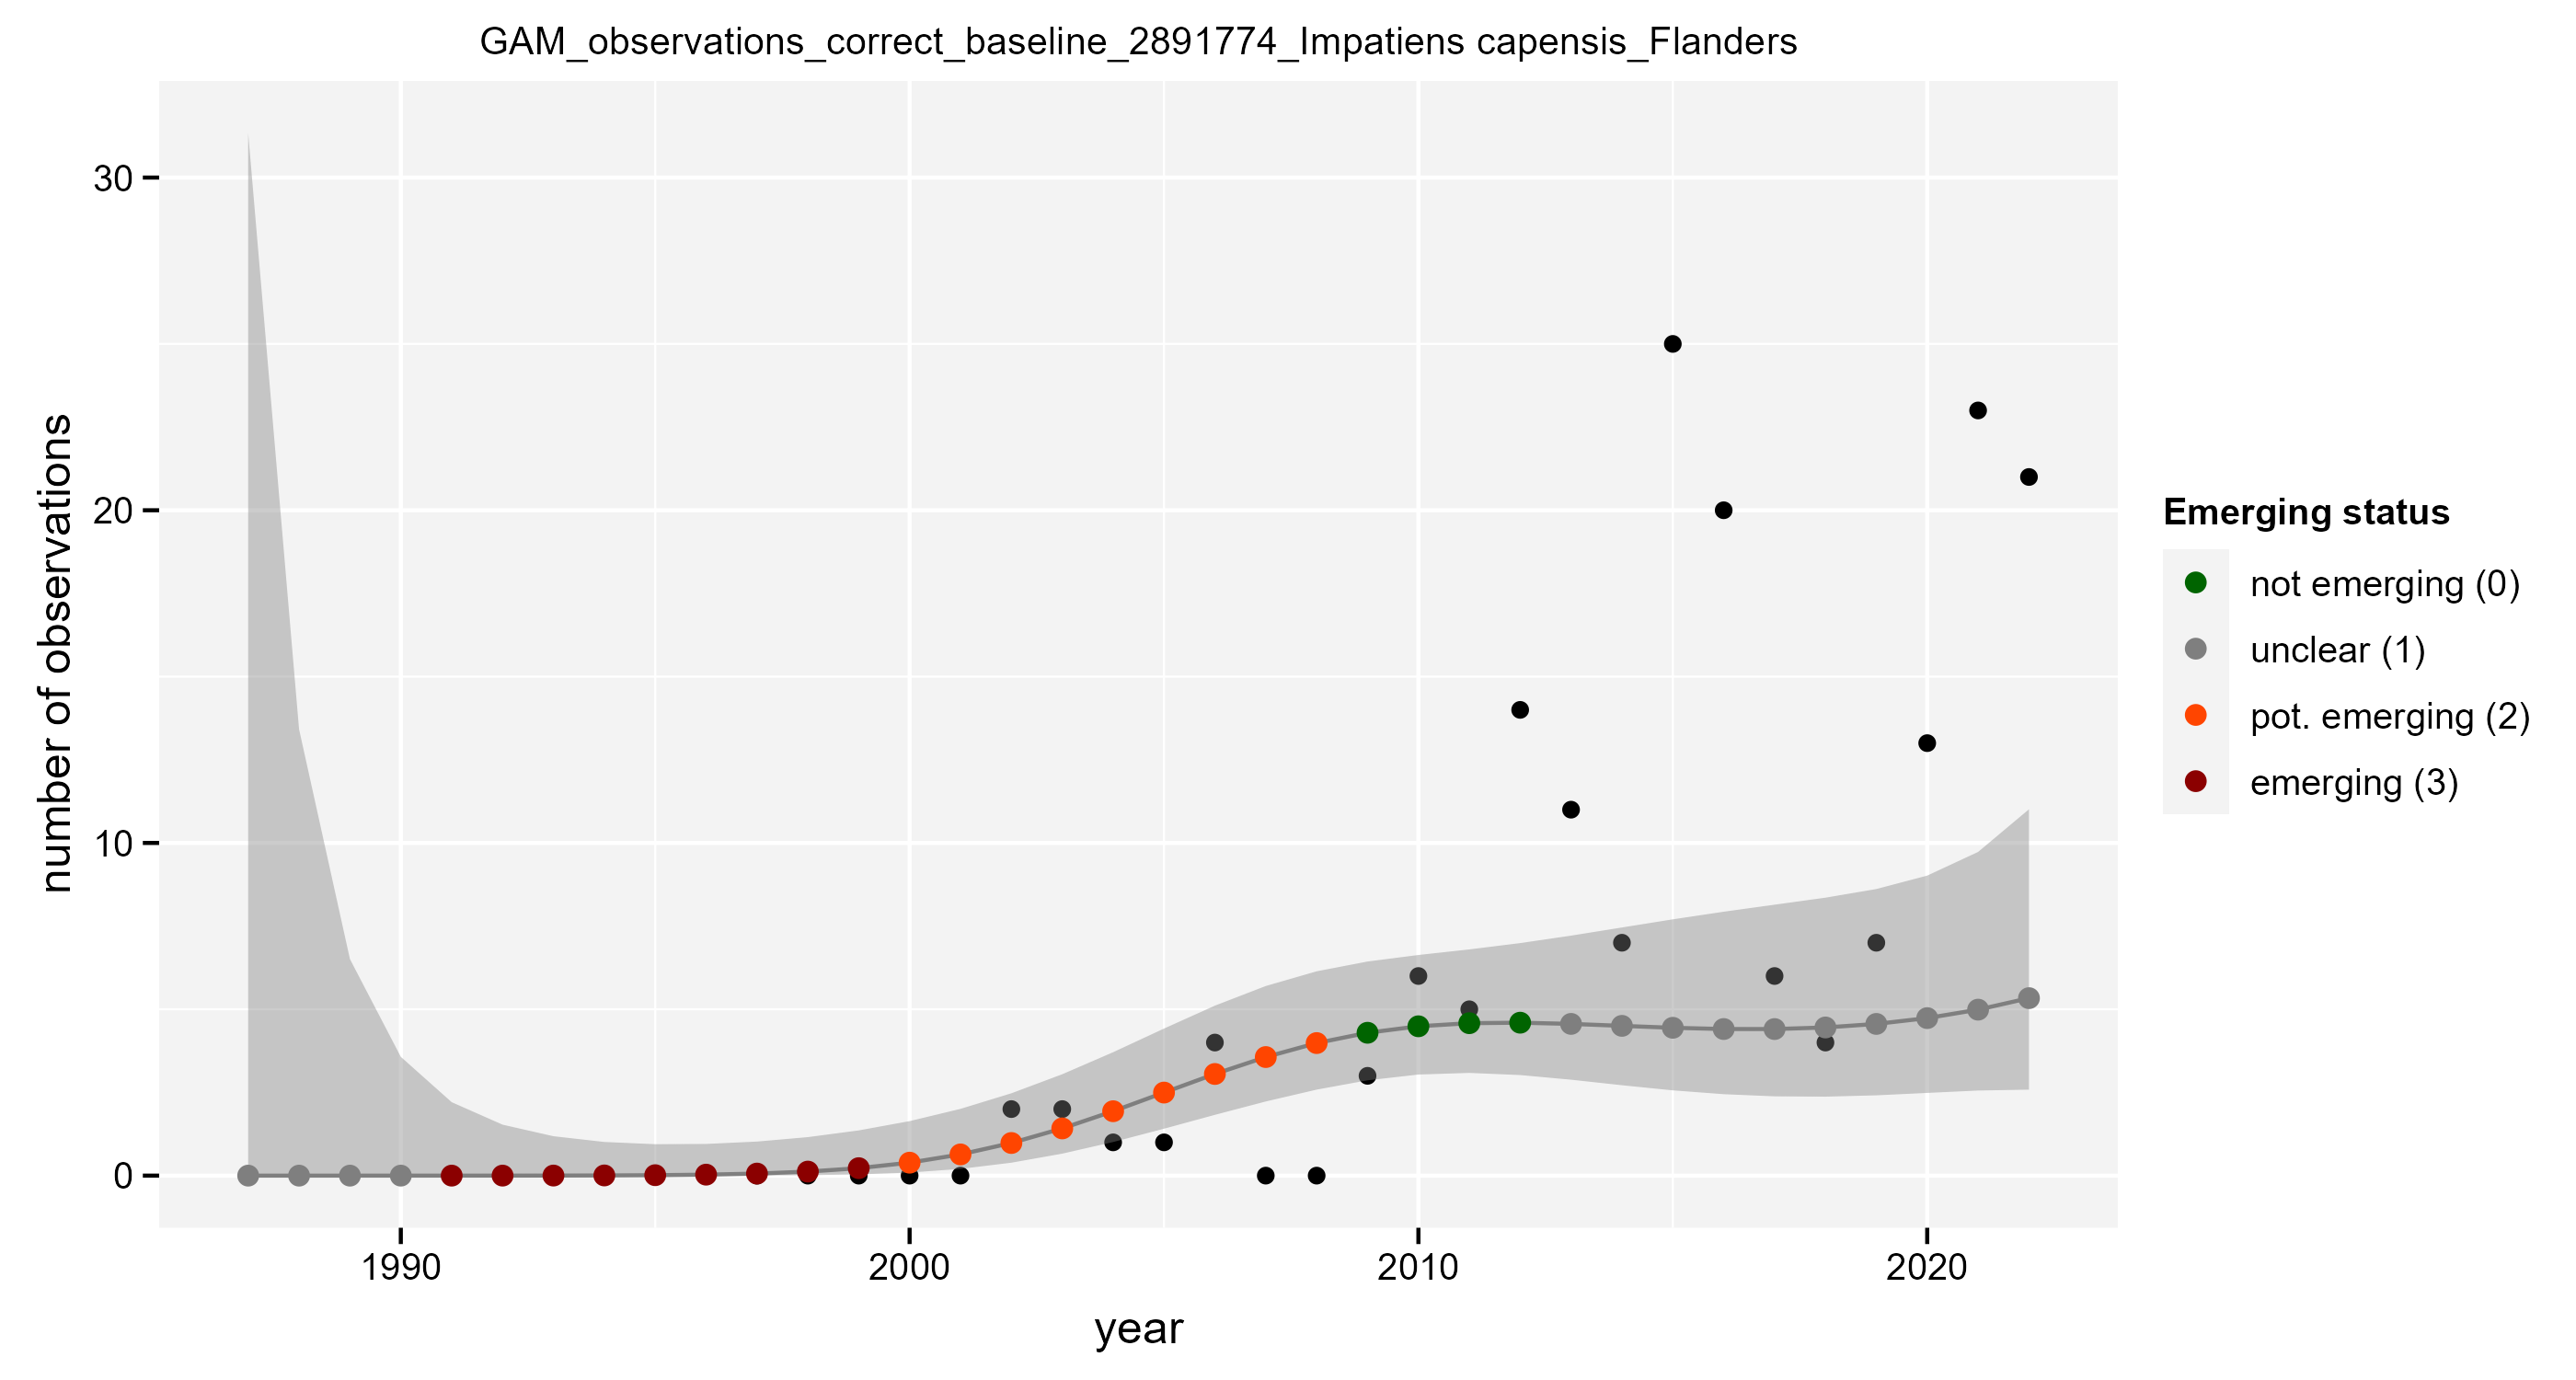 GAM_observations_correct_baseline_2891774_Impatiens capensis_Flanders
number of observations
30
20
10
0
1990
2000
2010
2020
year
Emerging status
not emerging (0)
unclear (1)
pot. emerging (2)
emerging (3)